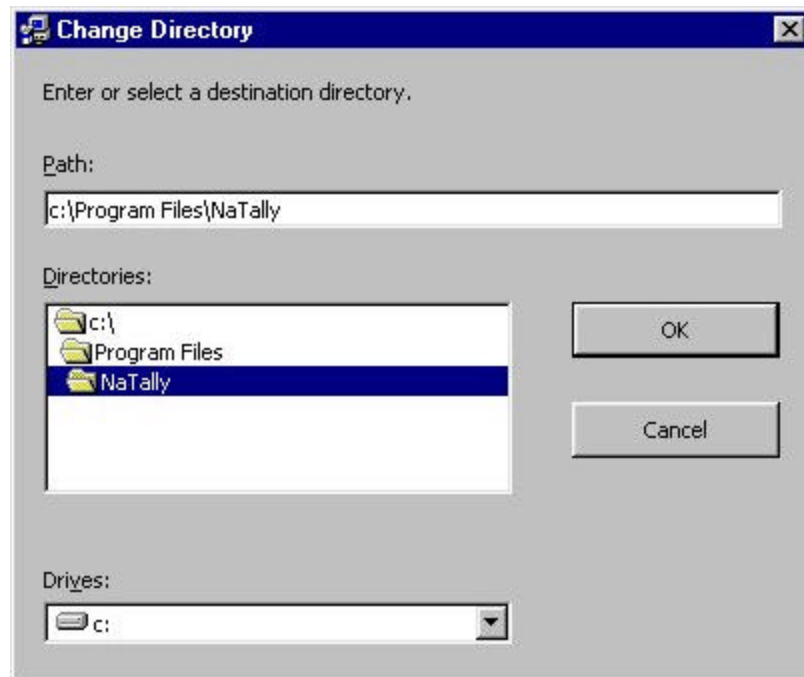 Change Directory
Enter or select a destination directory.
Path:
c:\Program Files\NaTally
Directories:
c:\
Program Files
NaTally
OK
Cancel
Drives:
c: